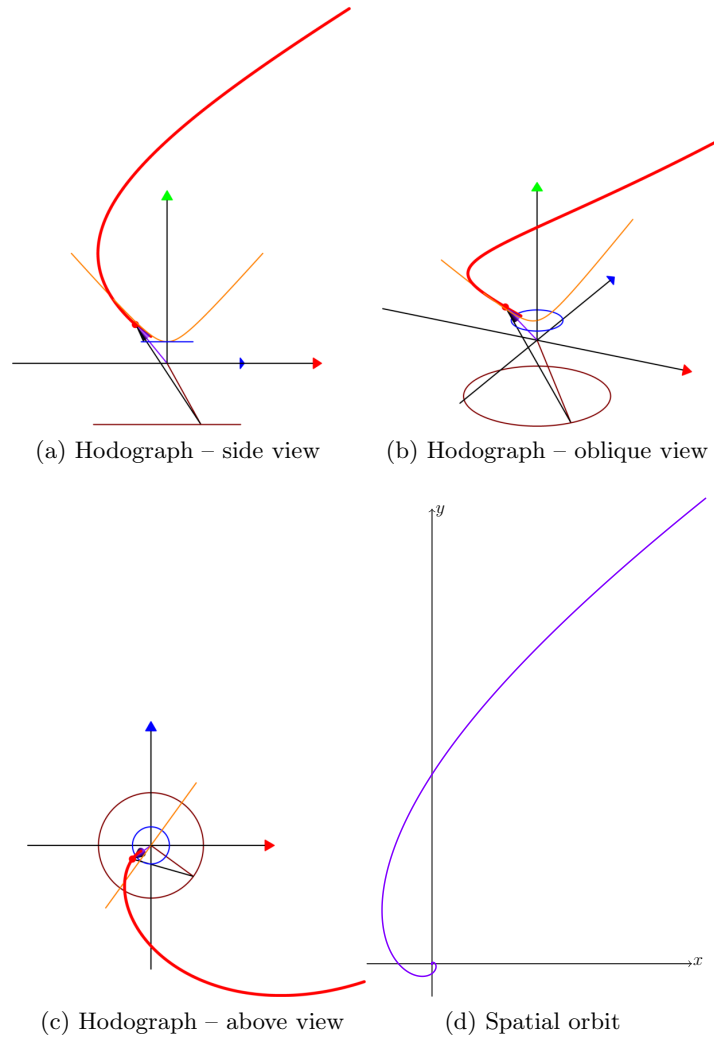 (a) Hodograph – side view
(b) Hodograph – oblique view
y
x
(c) Hodograph – above view
(d) Spatial orbit